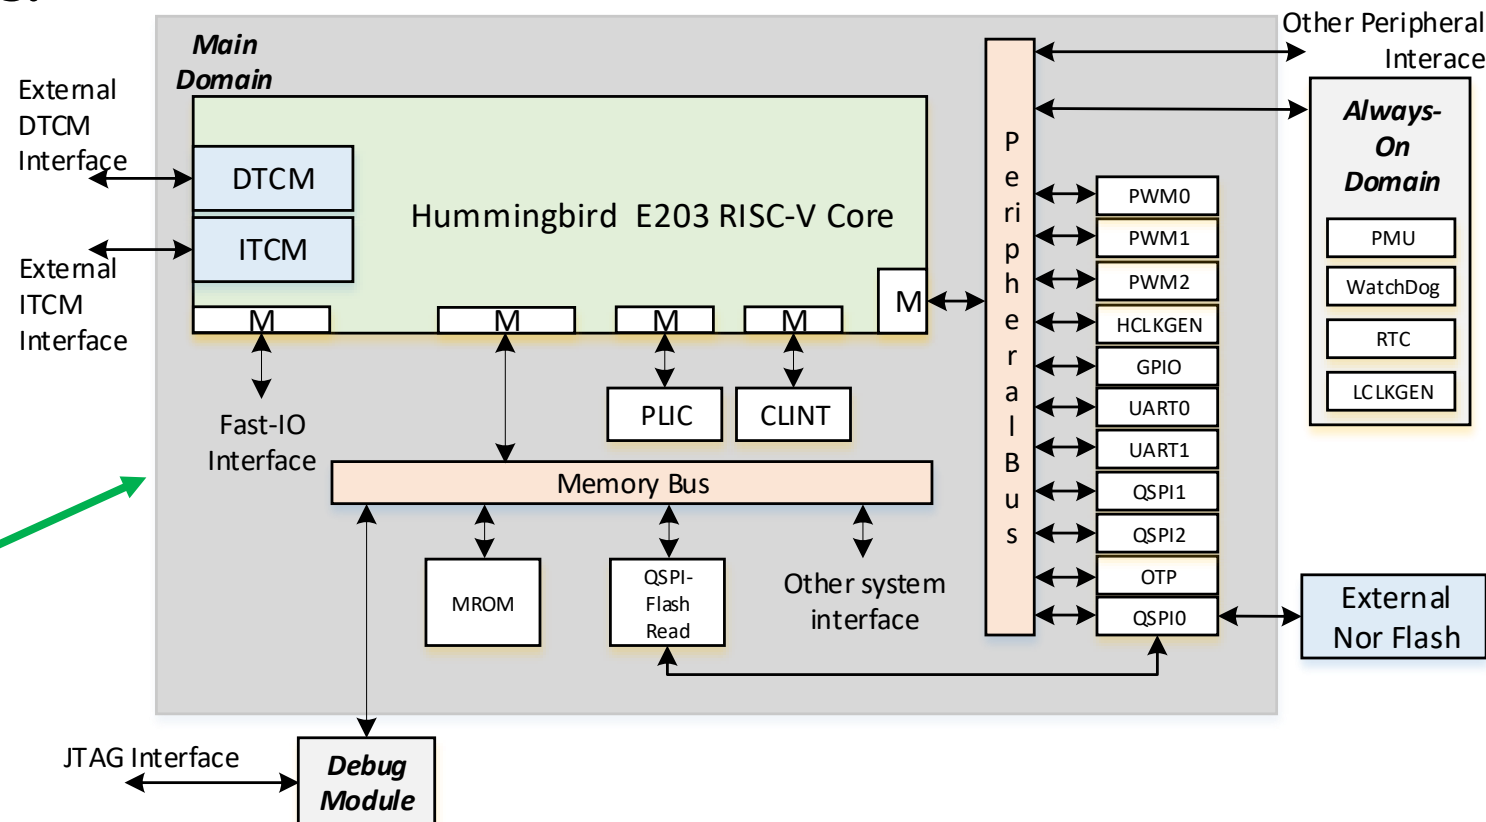 Main
Domain
External
DTCM
Interface
DTCM
ITCM
Hummingbird E203 RISC-V Core
External
ITCM
Interface
M
M
M
M
M
Fast-IO
Interface
PLIC
CLINT
Memory Bus
MROM
QSPI-
Flash
Read
Other system
interface
JTAG Interface
Debug
Module
Peripheral Bus
PWM0
PWM1
PWM2
HCLKGEN
GPIO
UART0
UART1
QSPI1
QSPI2
OTP
QSPI0
Other Peripheral
Interace
Always-
On
Domain
PMU
WatchDog
RTC
LCLKGEN
External
Nor Flash